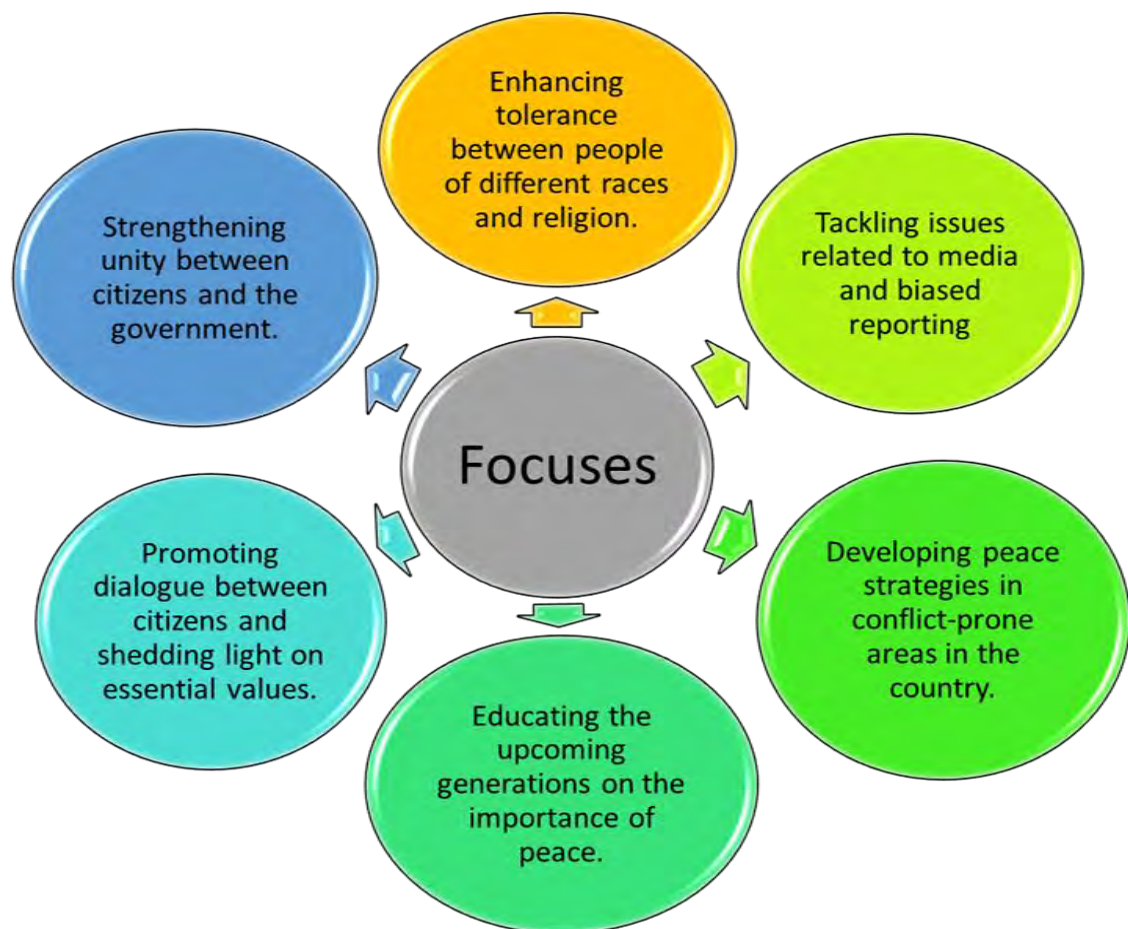 Enhancing
tolerance
between people
of different races
and religion.
Tackling issues
related to media
and biased
reporting
Developing peace
strategies in
conflict-prone
areas in the
country.
Educating the
upcoming
generations on the
importance of
peace.
Promoting
dialogue between
citizens and
shedding light on
essential values.
Strengthening
unity between
citizens and the
government.
Focuses